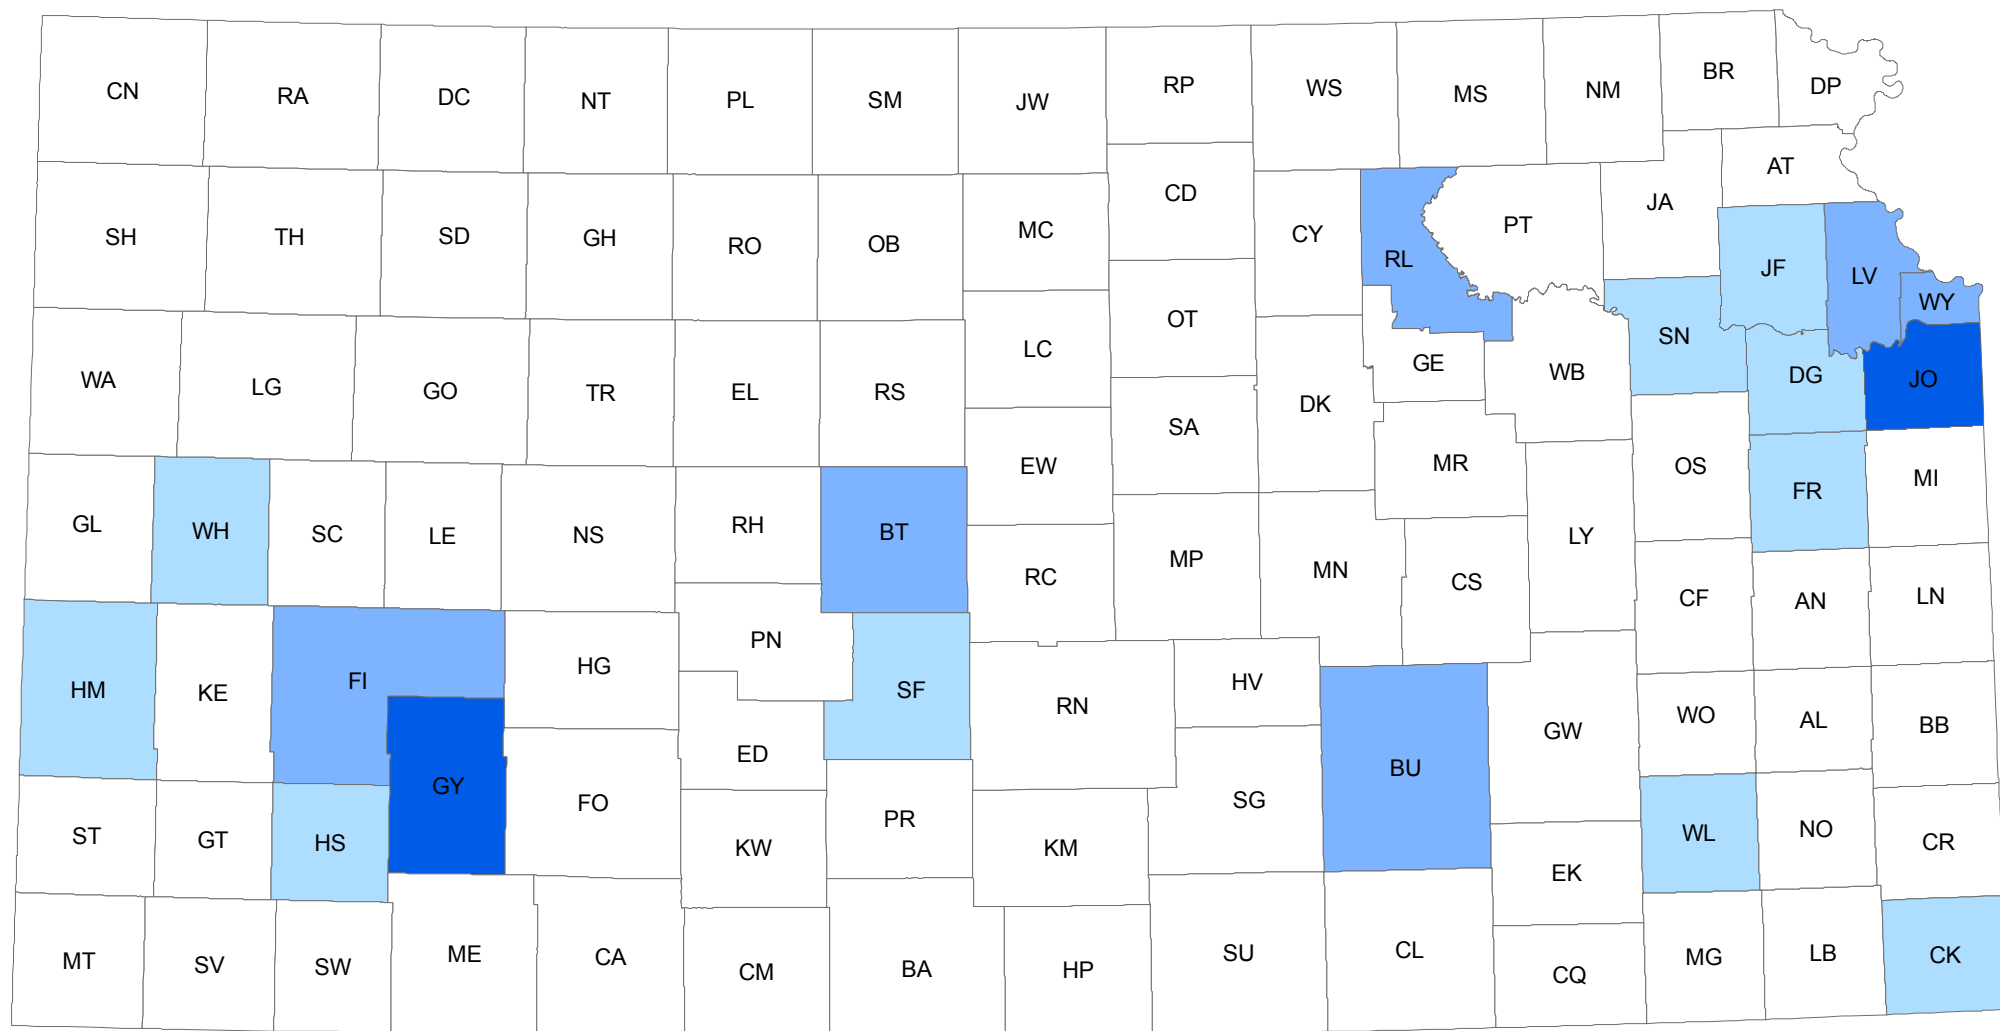 CN RA DC NT PL SM JW RP WS MS NM BR DP
SH TH SD GH RO OB MC CD CY RL PT JA AT
JF LV WY
WA LG GO TR EL RS LC OT DK GE WB SN DG JO
GL WH SC LE NS RH BT EW SA MR LY OS FR MI
RC MP MN CS CF AN LN
HM KE FI HG PN SF RN HV BU GW WO AL BB
ST GT HS GY FO ED KW PR KM SG EK WL NO CR
MT SV SW ME CA CM BA HP SU CL CQ MG LB CK